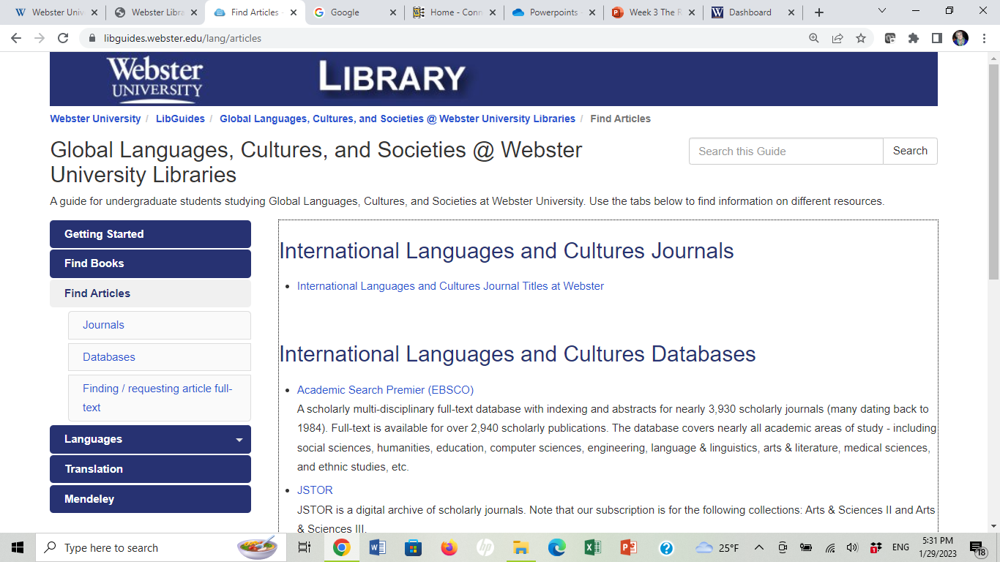 Webster Univ
Webster Libra
Find Articles -
Google
Home - Conn
Powerpoints -
Week 3 The R
Dashboard
libguides.webster.edu/lang/articles
Webster
UNIVERSITY
LIBRARY
Webster University / LibGuides / Global Languages, Cultures, and Societies @ Webster University Libraries / Find Articles
Global Languages, Cultures, and Societies @ Webster
University Libraries
Search this Guide
Search
A guide for undergraduate students studying Global Languages, Cultures, and Societies at Webster University. Use the tabs below to find information on different resources.
Getting Started
Find Books
Find Articles
Journals
Databases
Finding / requesting article full-
text
Languages
Translation
Mendeley
International Languages and Cultures Journals
• International Languages and Cultures Journal Titles at Webster
International Languages and Cultures Databases
• Academic Search Premier (EBSCO)
A scholarly multi-disciplinary full-text database with indexing and abstracts for nearly 3,930 scholarly journals (many dating back to
1984). Full-text is available for over 2,940 scholarly publications. The database covers nearly all academic areas of study - including
social sciences, humanities, education, computer sciences, engineering, language & linguistics, arts & literature, medical sciences,
and ethnic studies, etc.
• JSTOR
JSTOR is a digital archive of scholarly journals. Note that our subscription is for the following collections: Arts & Sciences II and Arts
& Sciences III.
Type here to search
25°F
ENG
5:31 PM
1/29/2023
18